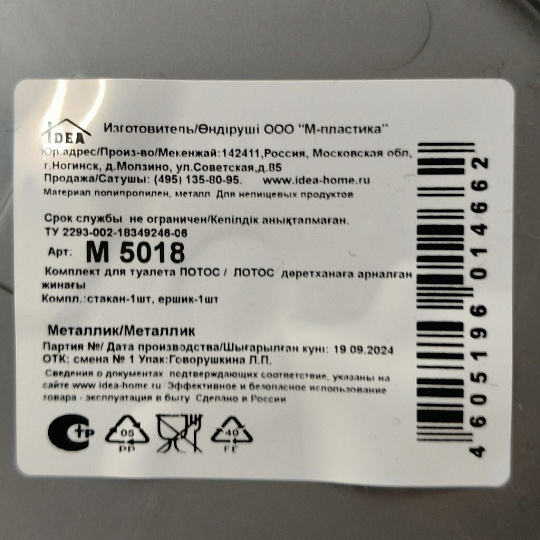 IDEA
Изготовитель/Өндіруші ООО "М-пластика"
Юр.адрес/Произ-во/Мекенжай:142411,Россия, Московская обл,
г.Ногинск, д.Молзино, ул.Советская,д.85
Продажа/Сатушы: (495) 135-80-95. www.idea-home.ru
Материал полипропилен, металл Для непищевых продуктов
Срок службы не ограничен/Кепілдік анықталмаған.
ТУ 2293-002-18349246-06
Арт: М 5018
Комплект для туалета ЛОТОС / ЛОТОС дәретханаға арналған
жинағы
Компл.:стакан-1шт, ершик-1шт
Металлик/Металлик
Партия №/ Дата производства/Шығарылған күні: 19.09.2024
ОТК: смена № 1 Упак:Говорушкина Л.П.
Сведения о документах подтверждающих соответствие, указаны на
сайте www idea-home ru Эффективное и безопасное использование
товара - эксплуатация в быту Сделано в России
СТР
05
PP
40
FE
4 605196 014662